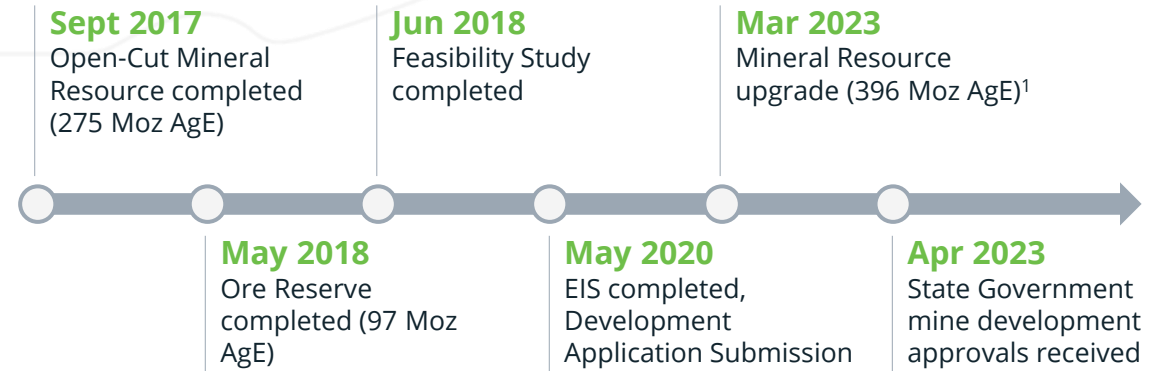 Sept 2017
Open-Cut Mineral
Resource completed
(275 Moz AgE)
Jun 2018
Feasibility Study
completed
Mar 2023
Mineral Resource
upgrade (396 Moz AgE)¹
May 2018
Ore Reserve
completed (97 Moz
AgE)
May 2020
EIS completed,
Development
Application Submission
Apr 2023
State Government
mine development
approvals received